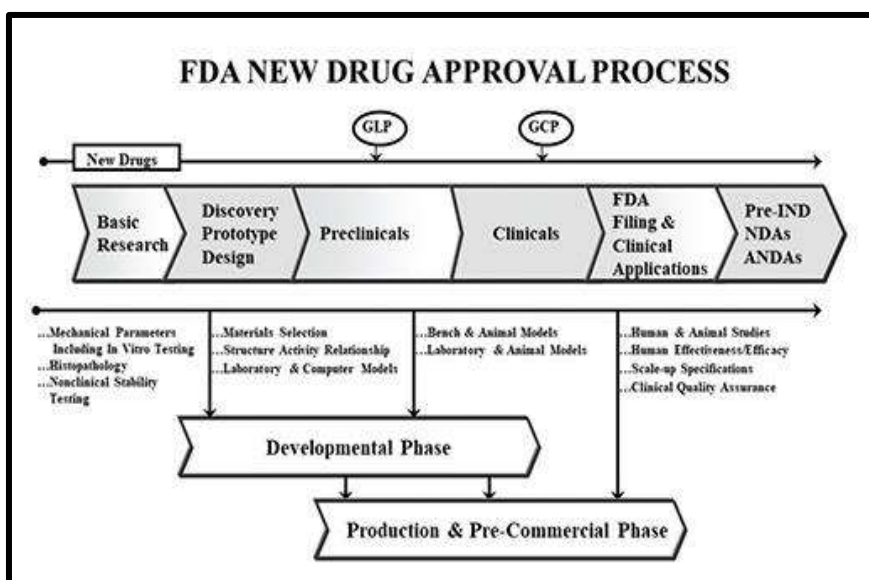 FDA NEW DRUG APPROVAL PROCESS
GLP
GCP
New Drugs
Basic
Research
Discovery
Prototype
Design
Preclinicals
Clinicals
FDA
Filing &
Clinical
Applications
Pre-IND
NDAs
ANDAs
...Mechanical Parameters
Including In Vitro Testing
...Histopathology
...Nonclinical Stability
Testing
...Materials Selection
...Structure Activity Relationship
...Laboratory & Computer Models
...Bench & Animal Models
...Laboratory & Animal Models
...Human & Animal Studies
...Human Effectiveness/Efficacy
...Scale-up Specifications
...Clinical Quality Assurance
Developmental Phase
Production & Pre-Commercial Phase